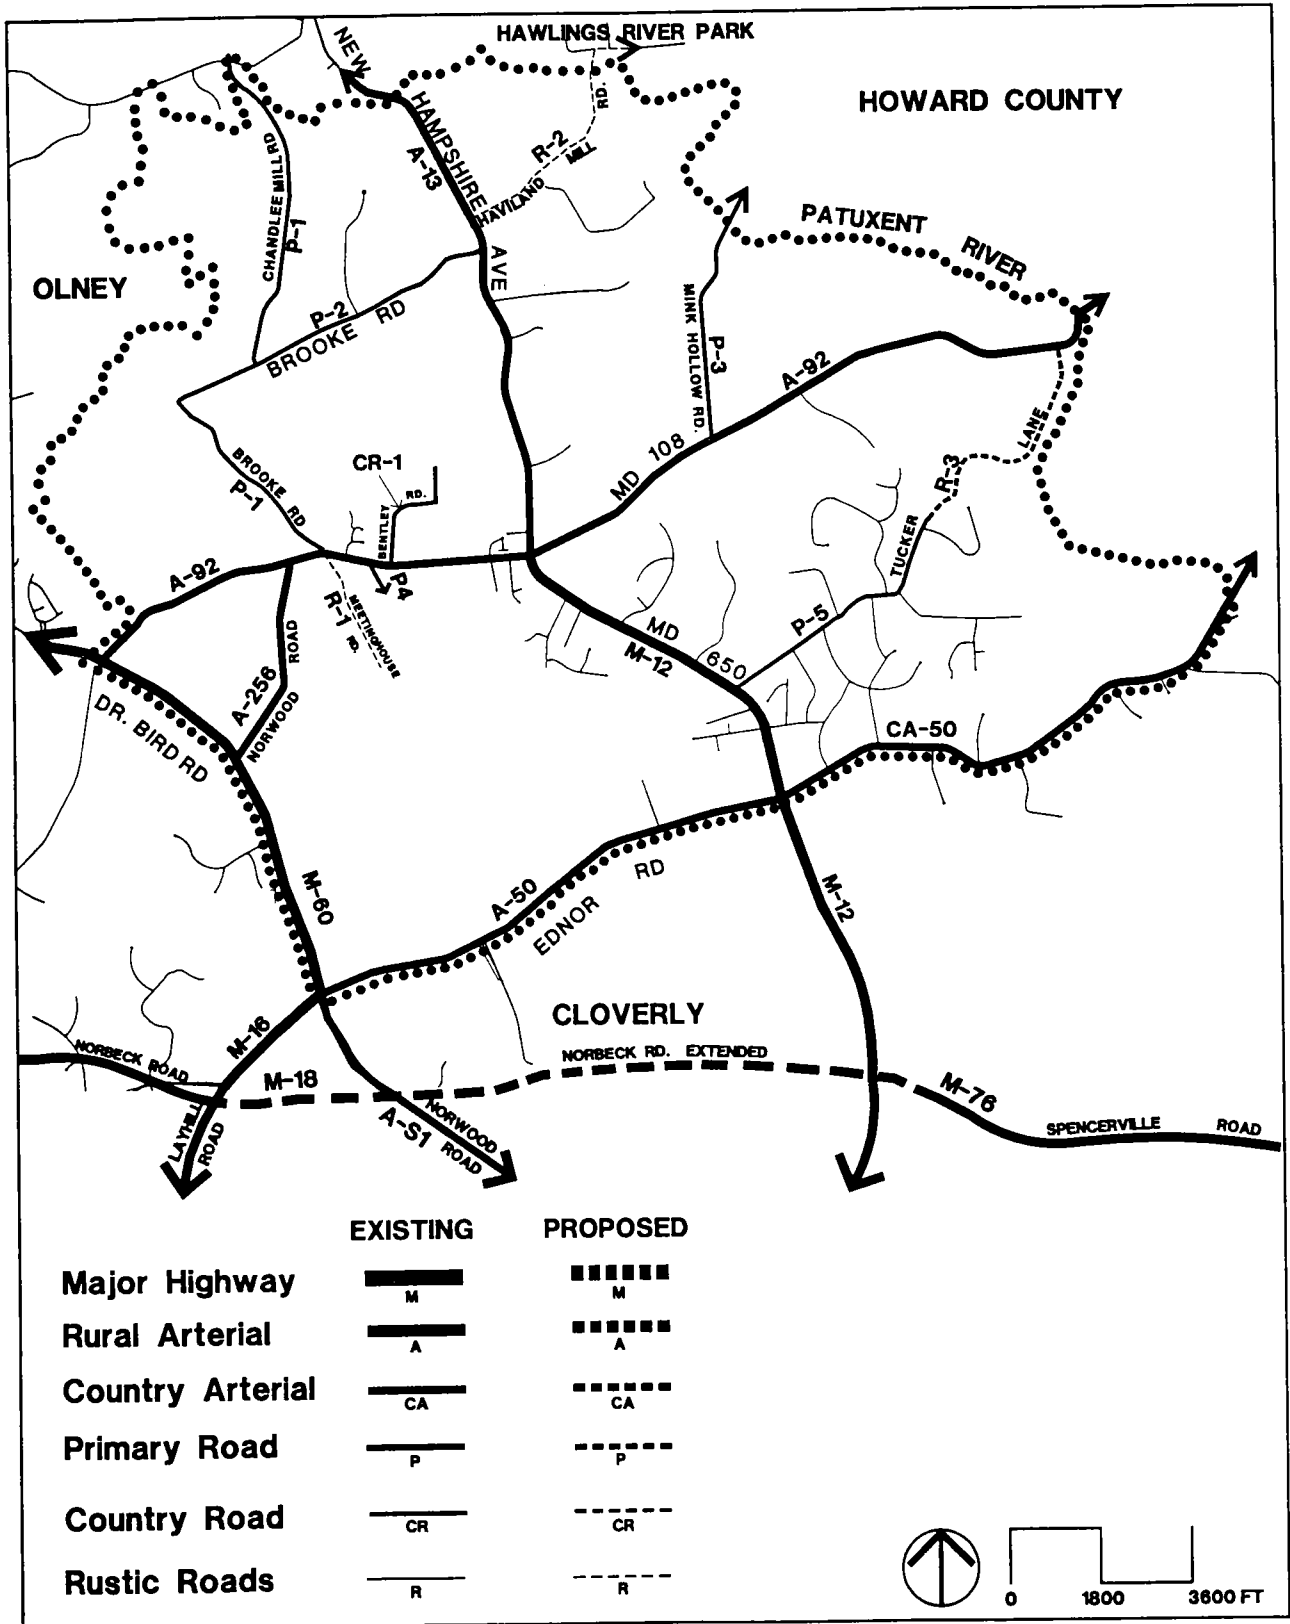 HAWLINGS RIVER PARK
NEW
HAMPSHIRE
AVE
A-13
HOWARD COUNTY
RD.
R-2
MILL
HAVILAND
CHANDLEE MILL RD
P-1
PATUXENT
RIVER
OLNEY
P-2
BROOKE RD
MINK HOLLOW RD.
P-3
A-92
MD 108
LANE
R-3
TUCKER
BROOKE RD
P-1
CR-1
BENTLEY
RD.
A-92
P4
R-1
MEETINGHOUSE
RD.
P-5
MD 650
M-12
A-256
NORWOOD
ROAD
DR. BIRD RD
CA-50
M-60
A-50
EDNOR RD
M-12
CLOVERLY
M-16
NORBECK ROAD
NORBECK RD. EXTENDED
M-18
M-76
LAYHILL
ROAD
A-S1
NORWOOD
ROAD
SPENCERVILLE ROAD
EXISTING PROPOSED
Major Highway M M
Rural Arterial A A
Country Arterial CA CA
Primary Road P P
Country Road CR CR
Rustic Roads R R
0 1800 3600 FT